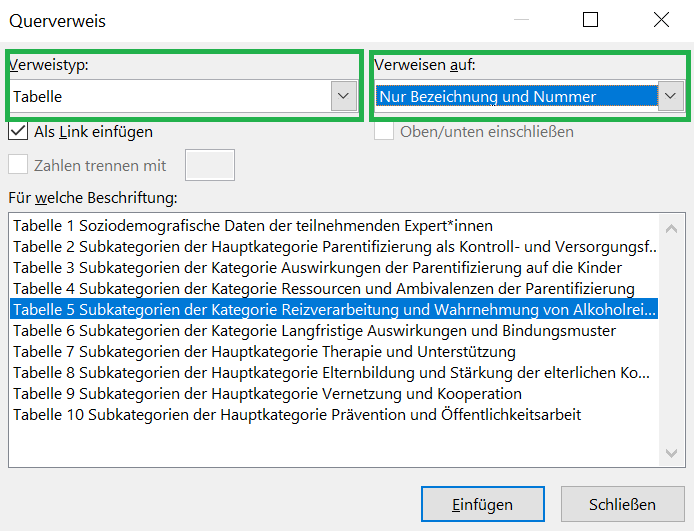 Querverweis
Verweistyp:
Verweisen auf:
Tabelle
Nur Bezeichnung und Nummer
Als Link einfügen
Oben/unten einschließen
Zahlen trennen mit
Für welche Beschriftung:
Tabelle 1 Soziodemografische Daten der teilnehmenden Expert*innen
Tabelle 2 Subkategorien der Hauptkategorie Parentifizierung als Kontroll- und Versorgungsf...
Tabelle 3 Subkategorien der Kategorie Auswirkungen der Parentifizierung auf die Kinder
Tabelle 4 Subkategorien der Kategorie Ressourcen und Ambivalenzen der Parentifizierung
Tabelle 5 Subkategorien der Kategorie Reizverarbeitung und Wahrnehmung von Alkoholrei...
Tabelle 6 Subkategorien der Kategorie Langfristige Auswirkungen und Bindungsmuster
Tabelle 7 Subkategorien der Hauptkategorie Therapie und Unterstützung
Tabelle 8 Subkategorien der Hauptkategorie Elternbildung und Stärkung der elterlichen Ko...
Tabelle 9 Subkategorien der Hauptkategorie Vernetzung und Kooperation
Tabelle 10 Subkategorien der Hauptkategorie Prävention und Öffentlichkeitsarbeit
Einfügen
Schließen